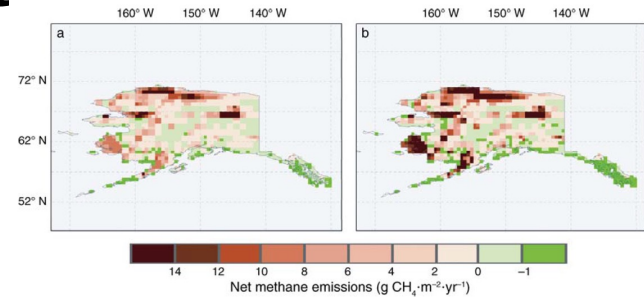 160° W 150° W 140° W 160° W 150° W 140° W
a b
72° N
62° N
52° N
14 12 10 8 6 4 2 0 −1
Net methane emissions (g CH₄·m⁻²·yr⁻¹)